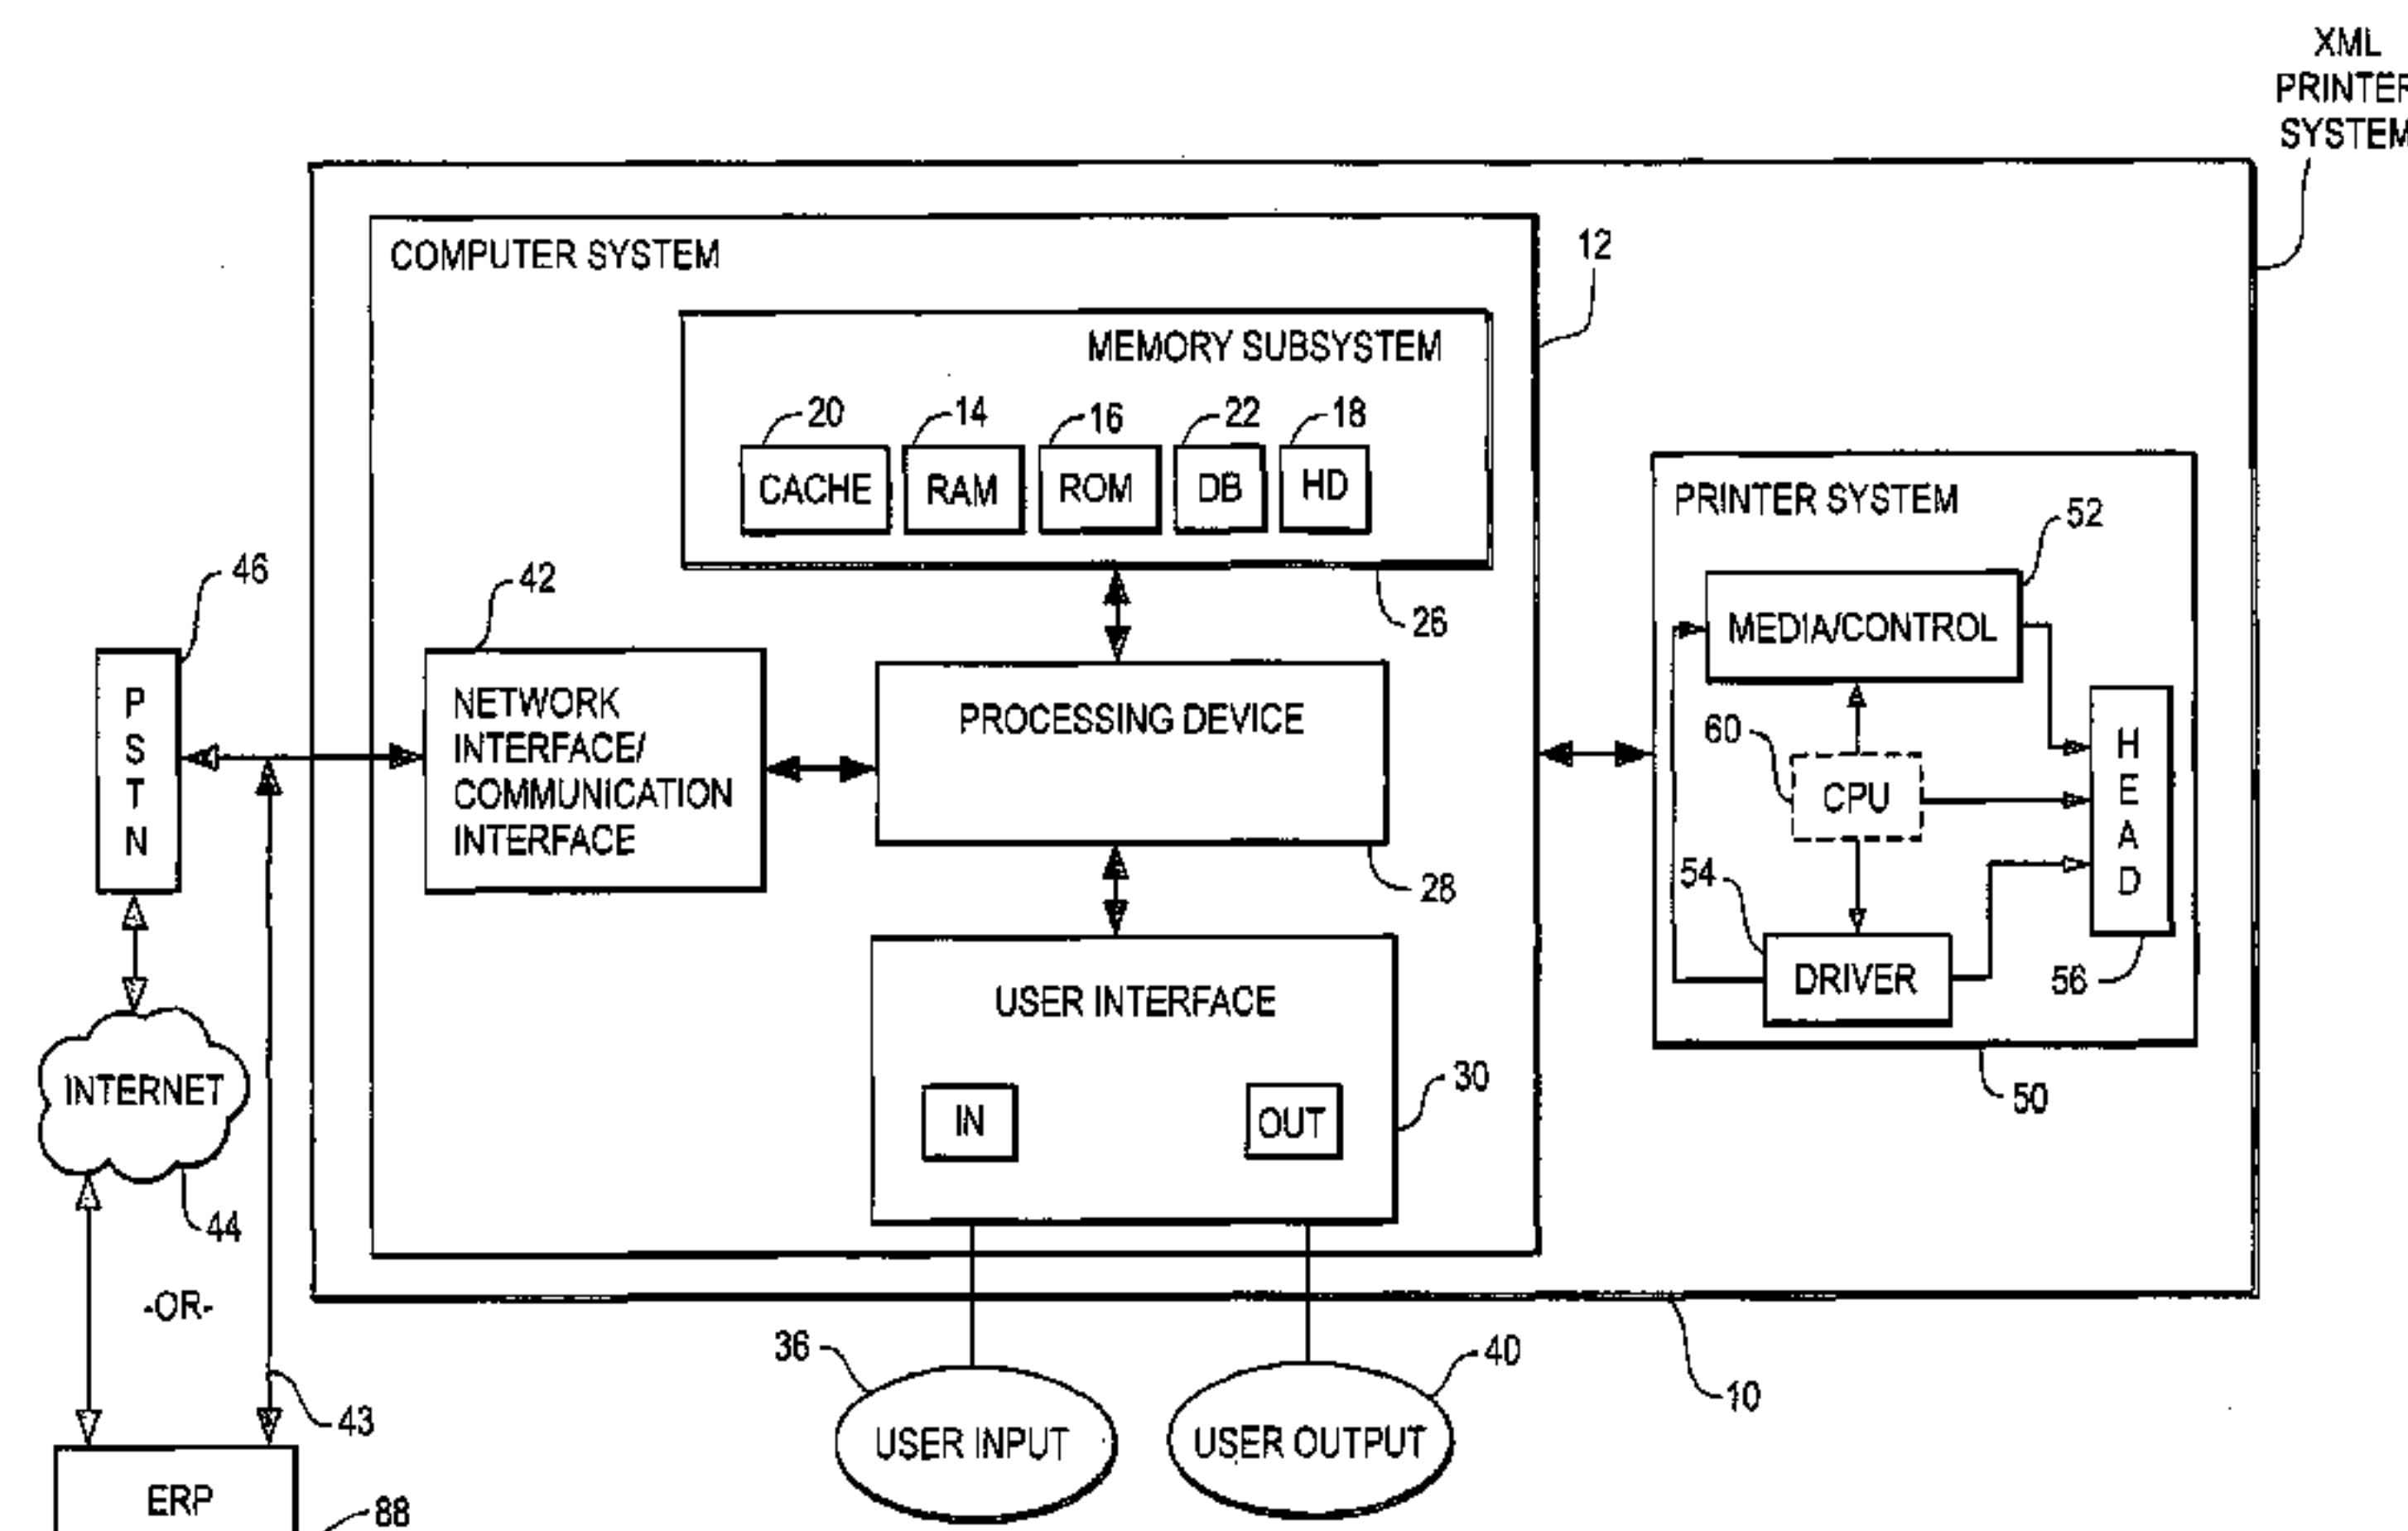 XML
PRINTER
SYSTEM
COMPUTER SYSTEM
12
MEMORY SUBSYSTEM
20
14
16
22
18
CACHE
RAM
ROM
DB
HD
26
PRINTER SYSTEM
52
MEDIA/CONTROL
46
42
PSTN
NETWORK
INTERFACE/
COMMUNICATION
INTERFACE
PROCESSING DEVICE
28
60
CPU
HEAD
54
DRIVER
56
50
USER INTERFACE
IN
OUT
30
INTERNET
44
-OR-
43
36
40
10
USER INPUT
USER OUTPUT
ERP
88